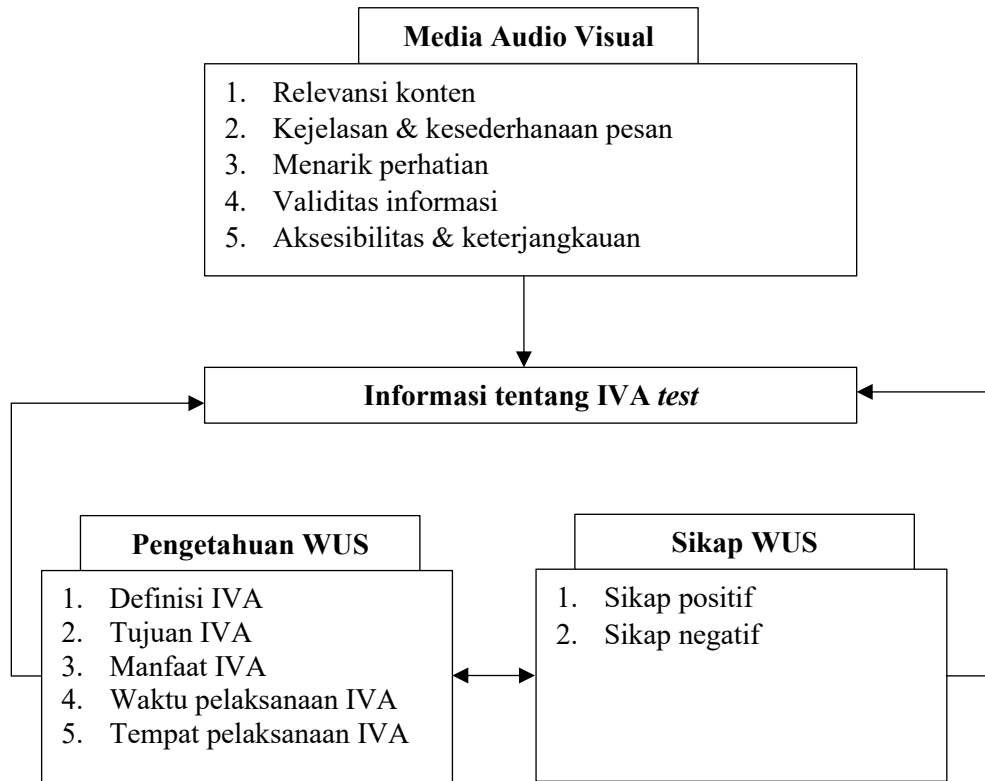 Media Audio Visual
1. Relevansi konten
2. Kejelasan & kesederhanaan pesan
3. Menarik perhatian
4. Validitas informasi
5. Aksesibilitas & keterjangkauan
Informasi tentang IVA test
Pengetahuan WUS
1. Definisi IVA
2. Tujuan IVA
3. Manfaat IVA
4. Waktu pelaksanaan IVA
5. Tempat pelaksanaan IVA
Sikap WUS
1. Sikap positif
2. Sikap negatif